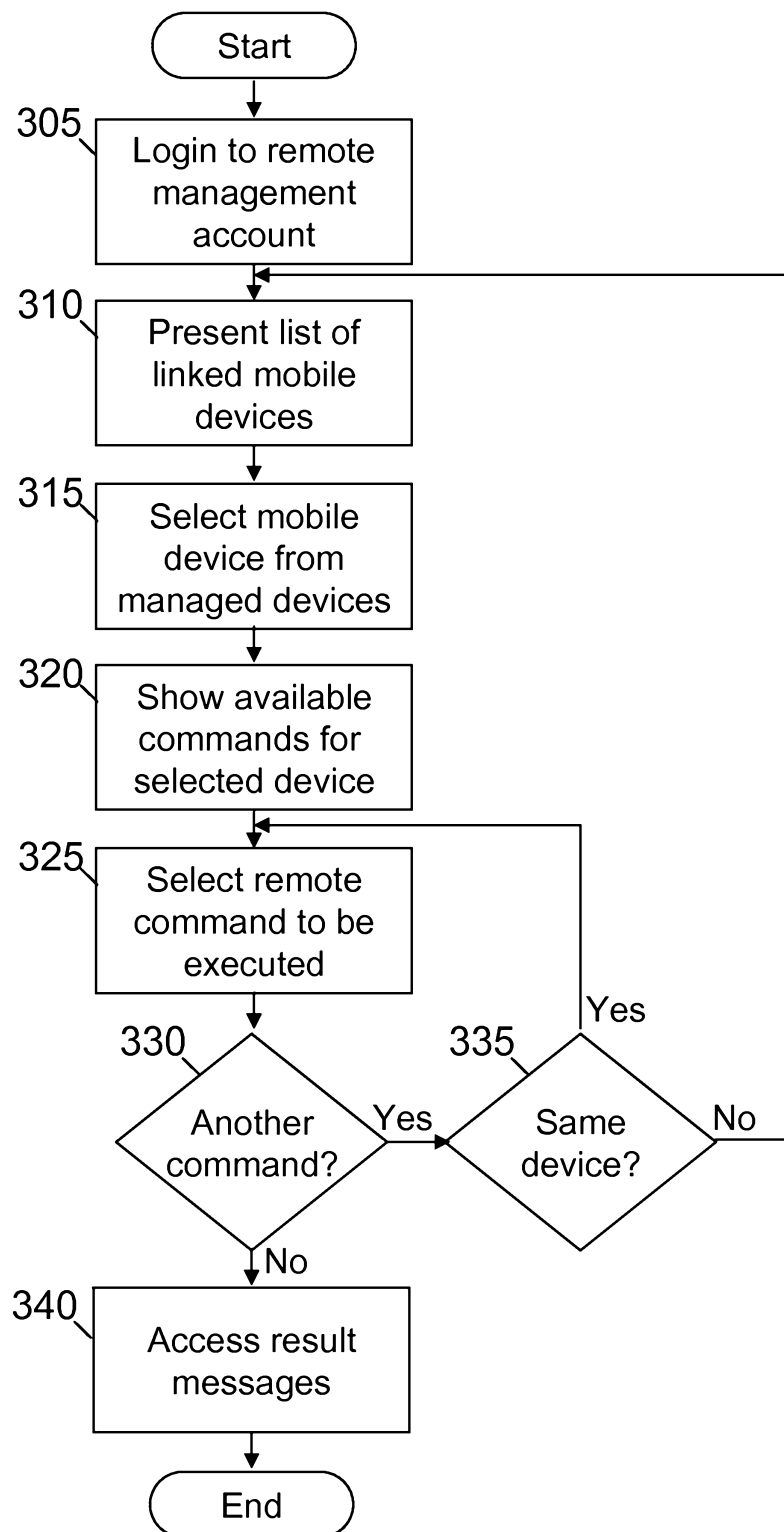 Start
305
Login to remote
management
account
310
Present list of
linked mobile
devices
315
Select mobile
device from
managed devices
320
Show available
commands for
selected device
325
Select remote
command to be
executed
330
Another
command?
Yes
335
Same
device?
Yes
No
No
340
Access result
messages
End